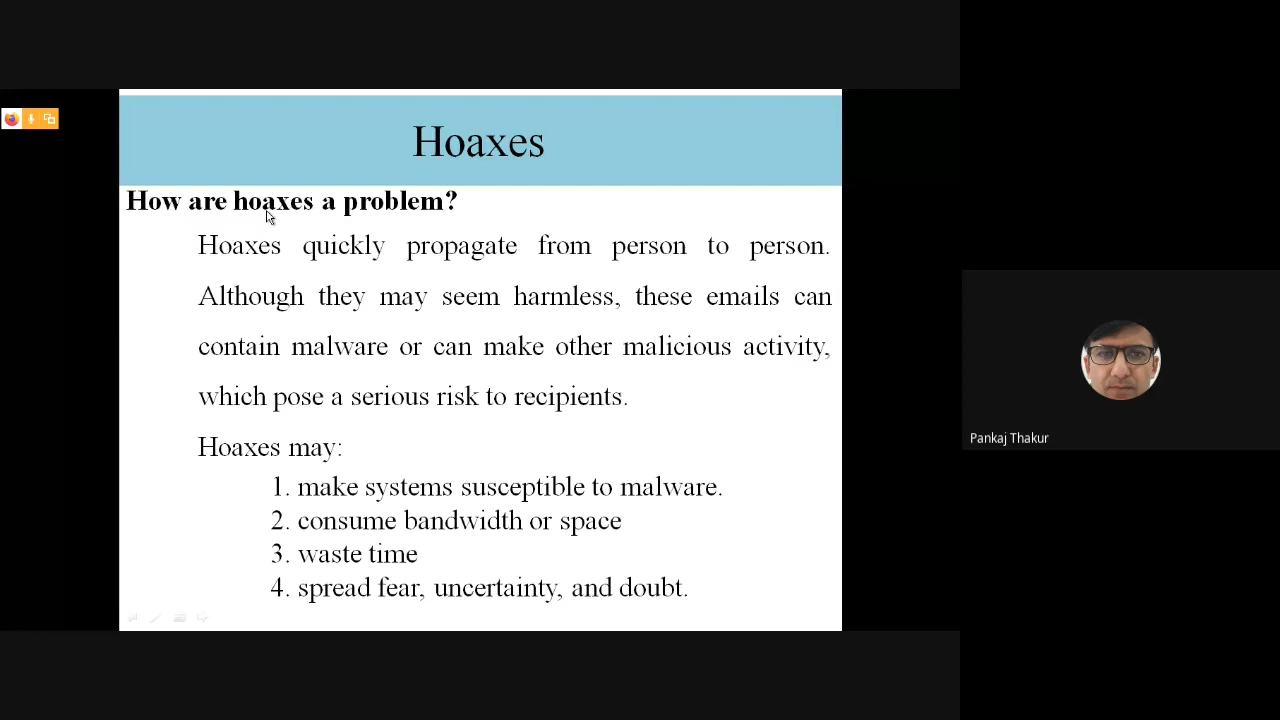 Hoaxes
How are hoaxes a problem?
Hoaxes quickly propagate from person to person.
Although they may seem harmless, these emails can
contain malware or can make other malicious activity,
which pose a serious risk to recipients.
Hoaxes may:
1. make systems susceptible to malware.
2. consume bandwidth or space
3. waste time
4. spread fear, uncertainty, and doubt.
Pankaj Thakur